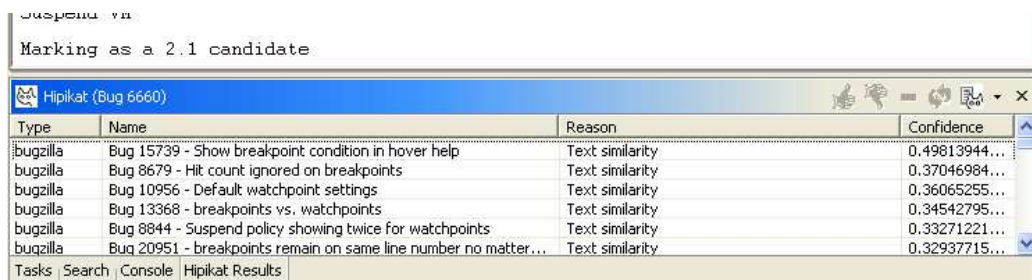 Suspend VM
Marking as a 2.1 candidate
Hipikat (Bug 6660)
Type Name Reason Confidence
bugzilla Bug 15739 - Show breakpoint condition in hover help Text similarity 0.49813944...
bugzilla Bug 8679 - Hit count ignored on breakpoints Text similarity 0.37046984...
bugzilla Bug 10956 - Default watchpoint settings Text similarity 0.36065255...
bugzilla Bug 13368 - breakpoints vs. watchpoints Text similarity 0.34542795...
bugzilla Bug 8844 - Suspend policy showing twice for watchpoints Text similarity 0.33271221...
bugzilla Bug 20951 - breakpoints remain on same line number no matter... Text similarity 0.32937715...
Tasks Search Console Hipikat Results